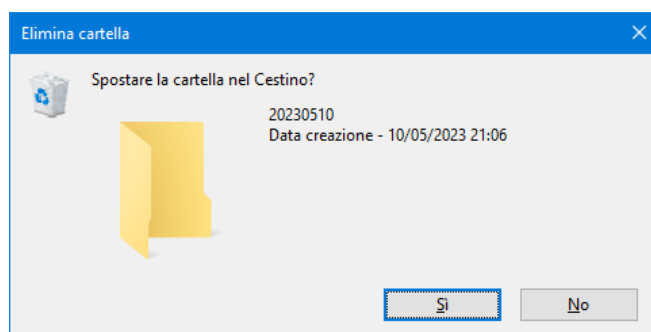 Elimina cartella
Spostare la cartella nel Cestino?
20230510
Data creazione - 10/05/2023 21:06
Sì
No